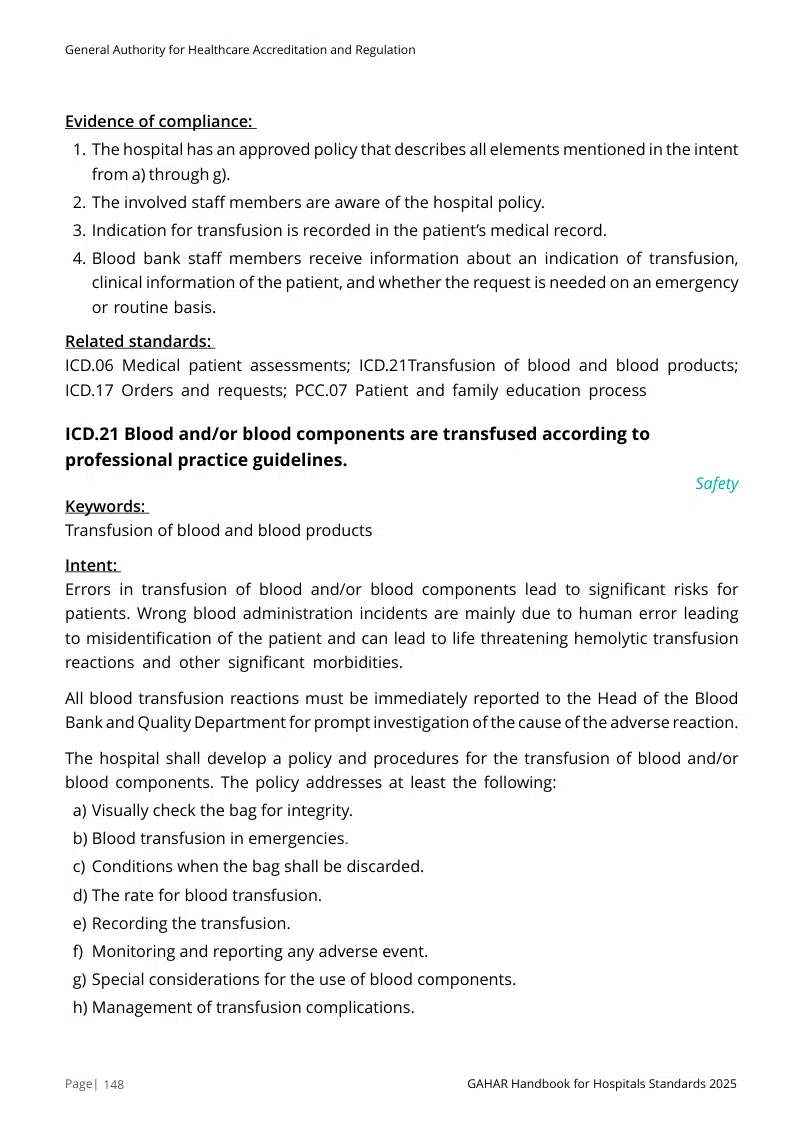 General Authority for Healthcare Accreditation and Regulation
Evidence of compliance:
1. The hospital has an approved policy that describes all elements mentioned in the intent
from a) through g).
2. The involved staff members are aware of the hospital policy.
3. Indication for transfusion is recorded in the patient’s medical record.
4. Blood bank staff members receive information about an indication of transfusion,
clinical information of the patient, and whether the request is needed on an emergency
or routine basis.
Related standards:
ICD.06 Medical patient assessments; ICD.21Transfusion of blood and blood products;
ICD.17 Orders and requests; PCC.07 Patient and family education process
ICD.21 Blood and/or blood components are transfused according to
professional practice guidelines.
Safety
Keywords:
Transfusion of blood and blood products
Intent:
Errors in transfusion of blood and/or blood components lead to significant risks for
patients. Wrong blood administration incidents are mainly due to human error leading
to misidentification of the patient and can lead to life threatening hemolytic transfusion
reactions and other significant morbidities.
All blood transfusion reactions must be immediately reported to the Head of the Blood
Bank and Quality Department for prompt investigation of the cause of the adverse reaction.
The hospital shall develop a policy and procedures for the transfusion of blood and/or
blood components. The policy addresses at least the following:
a) Visually check the bag for integrity.
b) Blood transfusion in emergencies.
c) Conditions when the bag shall be discarded.
d) The rate for blood transfusion.
e) Recording the transfusion.
f) Monitoring and reporting any adverse event.
g) Special considerations for the use of blood components.
h) Management of transfusion complications.
Page| 148
GAHAR Handbook for Hospitals Standards 2025